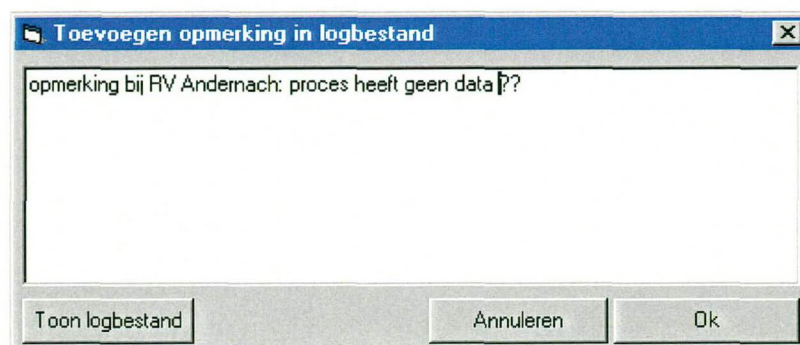 Toevoegen opmerking in logbestand
opmerking bij RV Andernach: proces heeft geen data ??
Toon logbestand
Annuleren
Ok